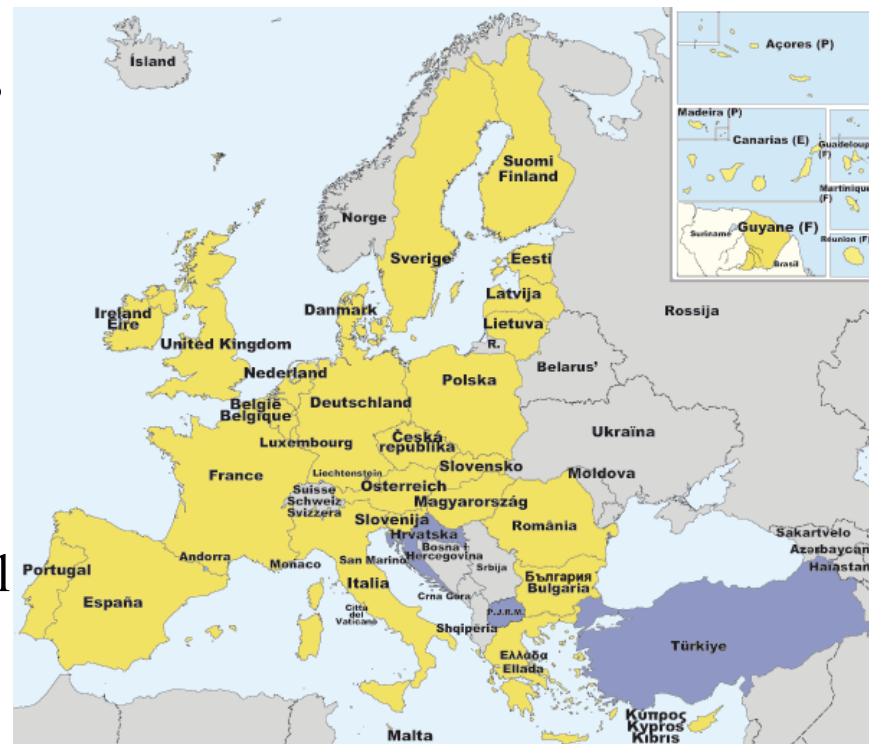 Ísland
Norge
Sverige
Suomi
Finland
Eesti
Latvija
Lietuva
R.
Danmark
Ireland
Éire
United Kingdom
Nederland
België
Belgique
Luxembourg
Deutschland
Polska
Belarus'
Rossija
Ukraïna
Moldova
Česká
republika
Slovensko
Liechtenstein
Österreich
Magyarország
France
Suisse
Schweiz
Svizzera
Slovenija
Hrvatska
Bosna i
Hercegovina
România
Srbija
Crna Gora
P.J.R.M.
България
Bulgaria
Shqipëria
Ελλάδα
Ellada
Portugal
España
Andorra
Monaco
San Marino
Italia
Città
del
Vaticano
Malta
Türkiye
Κύπρος
Kypros
Kıbrıs
Sakartvelo
Azərbaycan
Haiastan
Açores (P)
Madeira (P)
Canarias (E)
Guadeloupe
(F)
Martinique
(F)
Réunion (F)
Guyane (F)
Suriname
Brasil
l